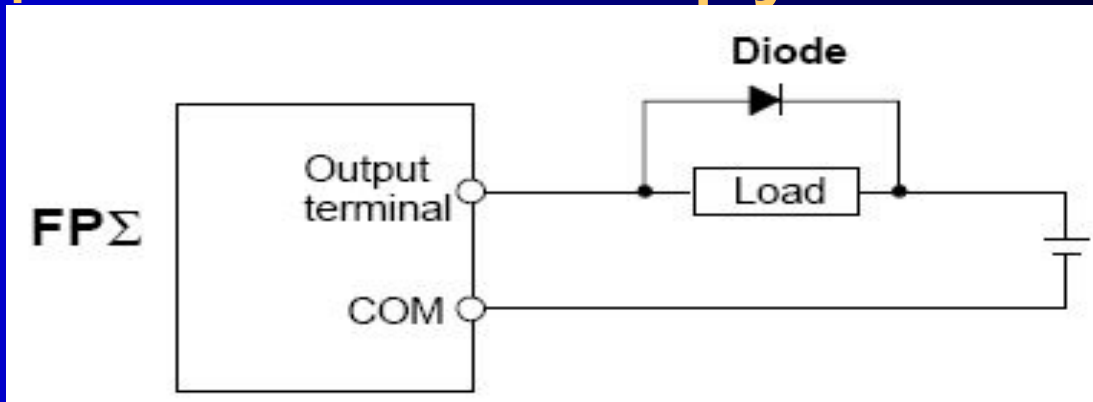 Diode
Output
terminal
Load
FPΣ
COM